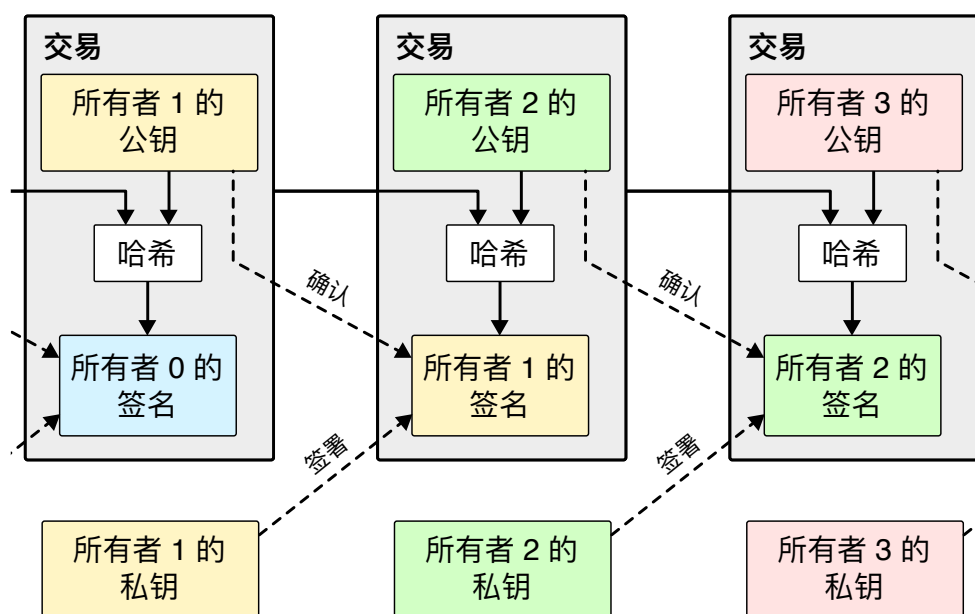 交易
所有者 1 的
公钥
哈希
所有者 0 的
签名
交易
所有者 2 的
公钥
哈希
确认
所有者 1 的
签名
签署
交易
所有者 3 的
公钥
哈希
确认
所有者 2 的
签名
签署
所有者 1 的
私钥
所有者 2 的
私钥
所有者 3 的
私钥